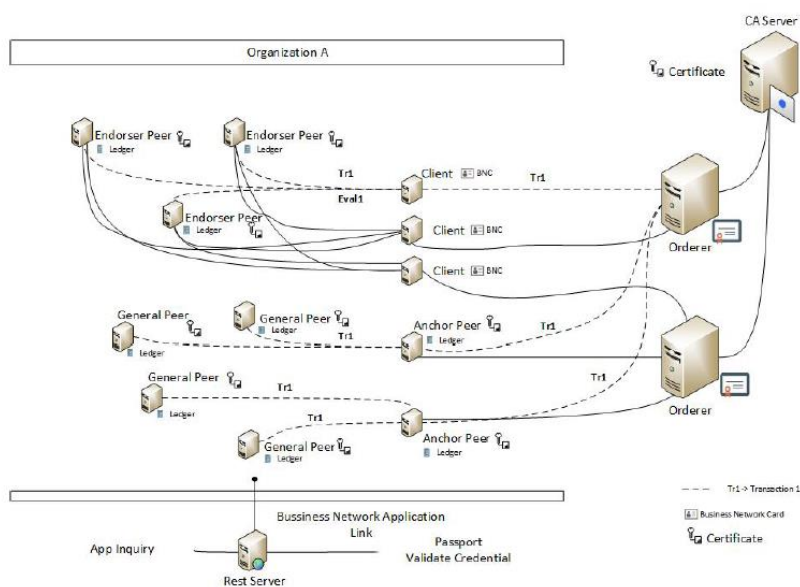 CA Server
Organization A
Certificate
Endorser Peer
Ledger
Endorser Peer
Ledger
Tr1
Client
BNC
Tr1
Eval1
Endorser Peer
Ledger
Client
BNC
Orderer
Client
BNC
General Peer
Ledger
General Peer
Ledger
Tr1
Anchor Peer
Ledger
Tr1
General Peer
Ledger
Tr1
Tr1
Orderer
Tr1
General Peer
Ledger
Anchor Peer
Ledger
Tr1 -> Transaction 1
Bussiness Network Application
Link
Business Network Card
App Inquiry
Passport
Validate Credential
Certificate
Rest Server